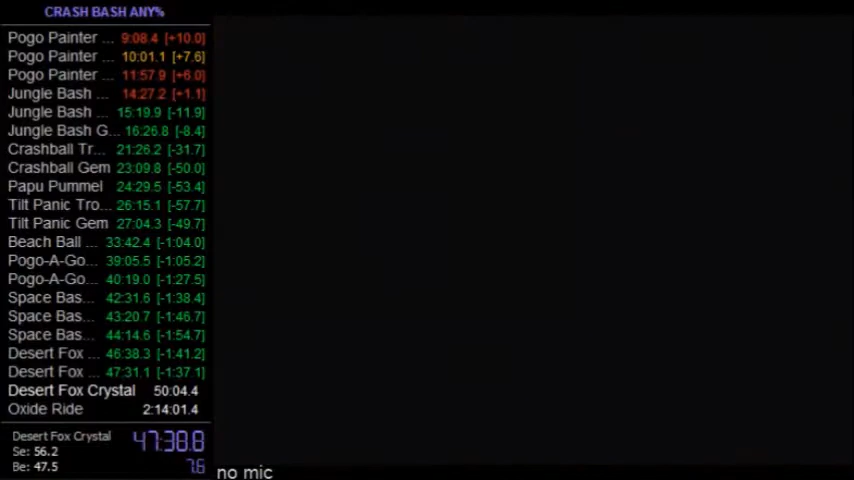 CRASH BASH ANY%
Pogo Painter ... 9:08.4 [+10.0]
Pogo Painter ... 10:01.1 [+7.6]
Pogo Painter ... 11:57.9 [+6.0]
Jungle Bash ... 14:27.2 [+1.1]
Jungle Bash ... 15:19.9 [-11.9]
Jungle Bash G... 16:26.8 [-8.4]
Crashball Tr... 21:26.2 [-31.7]
Crashball Gem 23:09.8 [-50.0]
Papu Pummel 24:29.5 [-53.4]
Tilt Panic Tro... 26:15.1 [-57.7]
Tilt Panic Gem 27:04.3 [-49.7]
Beach Ball ... 33:42.4 [-1:04.0]
Pogo-A-Go... 39:05.5 [-1:05.2]
Pogo-A-Go... 40:19.0 [-1:27.5]
Space Bas... 42:31.6 [-1:38.4]
Space Bas... 43:20.7 [-1:46.7]
Space Bas... 44:14.6 [-1:54.7]
Desert Fox ... 46:38.3 [-1:41.2]
Desert Fox ... 47:31.1 [-1:37.1]
Desert Fox Crystal 50:04.4
Oxide Ride 2:14:01.4
Desert Fox Crystal 47:38.8
Se: 56.2
Be: 47.5 7.6
no mic